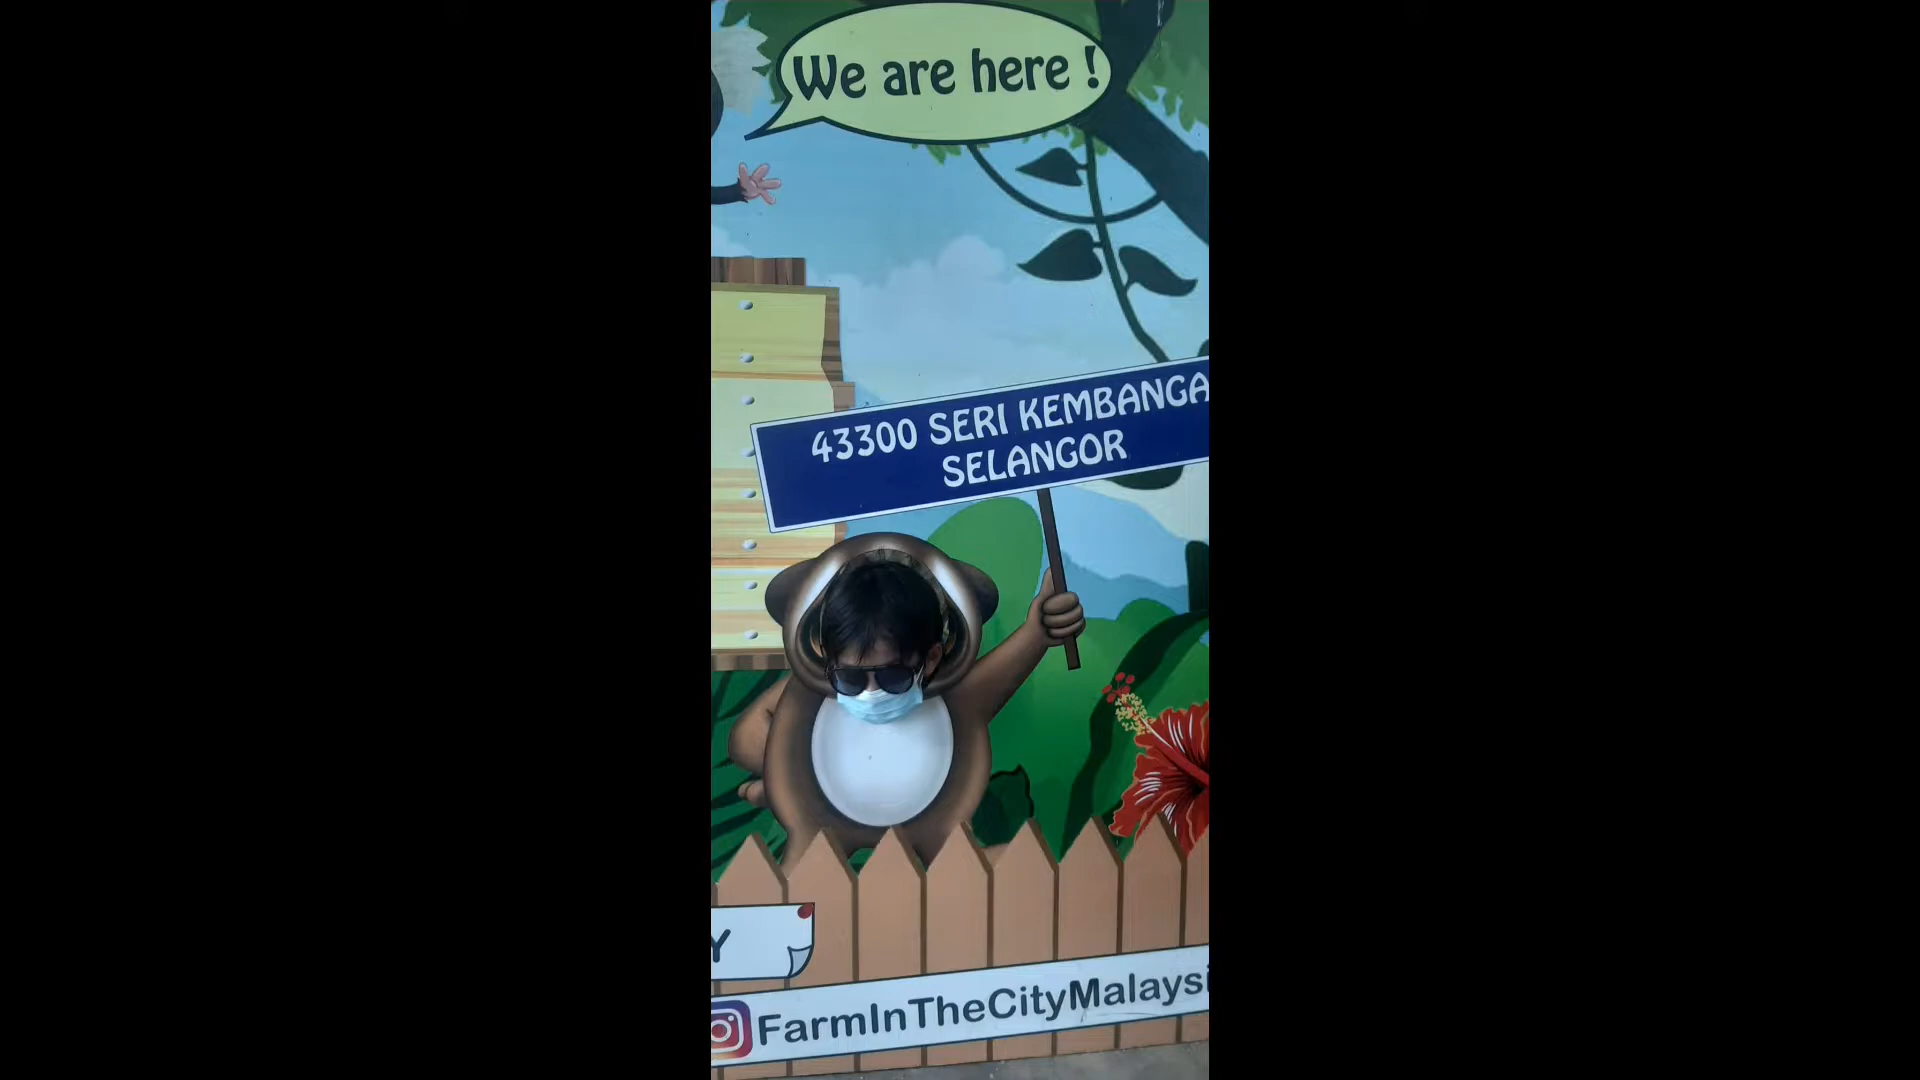 We are here !
43300 SERI KEMBANGA
SELANGOR
Y
FarmInTheCityMalaysi